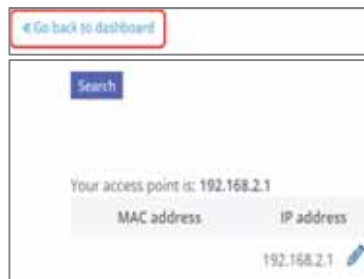 « Go back to dashboard
Search
Your access point is: 192.168.2.1
MAC address IP address
192.168.2.1